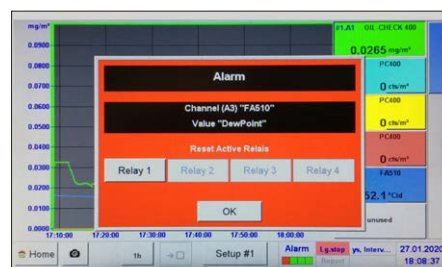 mg/m³
#1.A1 OIL-CHECK 400
0.0265 mg/m³
0.0900
0.0800
0.0700
0.0600
0.0500
0.0400
0.0300
0.0200
0.0100
0.0000
Alarm
Channel (A3) "FA510"
Value "DewPoint"
Reset Active Relais
Relay 1 Relay 2 Relay 3 Relay 4
OK
PC400
0 cts/m³
PC400
0 cts/m³
PC400
0 cts/m³
FA510
52.1 °Ctd
unused
17:10:00 17:20:00 17:30:00 17:40:00 17:50:00 18:00:00
Home 1h Setup #1 Alarm Lg.stop ys, Interv... 27.01.2020
18:08:37